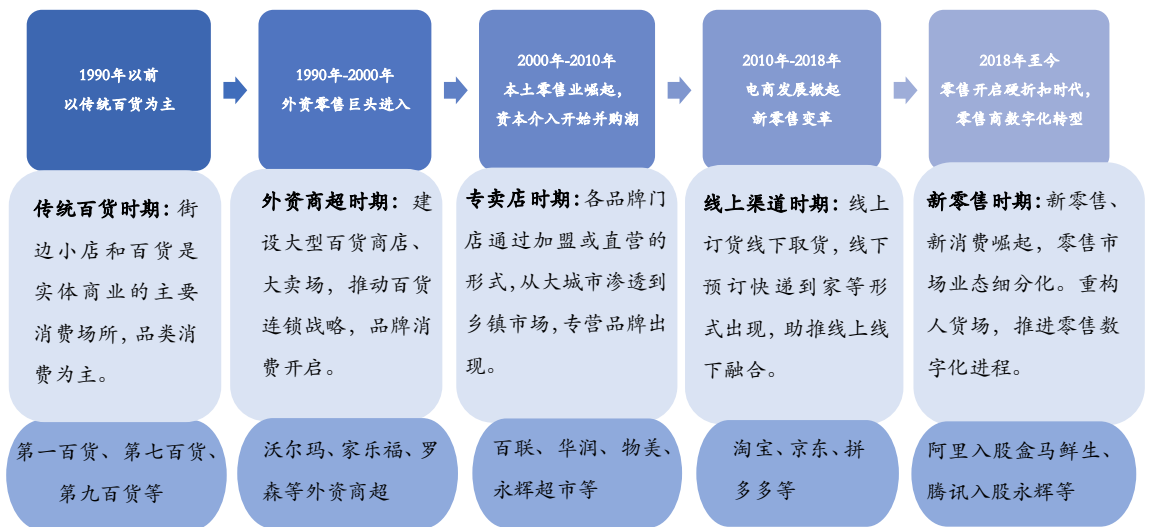 1990年以前
以传统百货为主
1990年-2000年
外资零售巨头进入
2000年-2010年
本土零售业崛起，
资本介入开始并购潮
2010年-2018年
电商发展掀起
新零售变革
2018年至今
零售开启硬折扣时代，
零售商数字化转型
传统百货时期：街
边小店和百货是
实体商业的主要
消费场所，品类消
费为主。
外资商超时期：建
设大型百货商店、
大卖场，推动百货
连锁战略，品牌消
费开启。
专卖店时期：各品牌门
店通过加盟或直营的
形式，从大城市渗透到
乡镇市场，专营品牌出
现。
线上渠道时期：线上
订货线下取货，线下
预订快递到家等形
式出现，助推线上线
下融合。
新零售时期：新零售、
新消费崛起，零售市
场业态细分化。重构
人货场，推进零售数
字化进程。
第一百货、第七百货、
第九百货等
沃尔玛、家乐福、罗
森等外资商超
百联、华润、物美、
永辉超市等
淘宝、京东、拼
多多等
阿里入股盒马鲜生、
腾讯入股永辉等